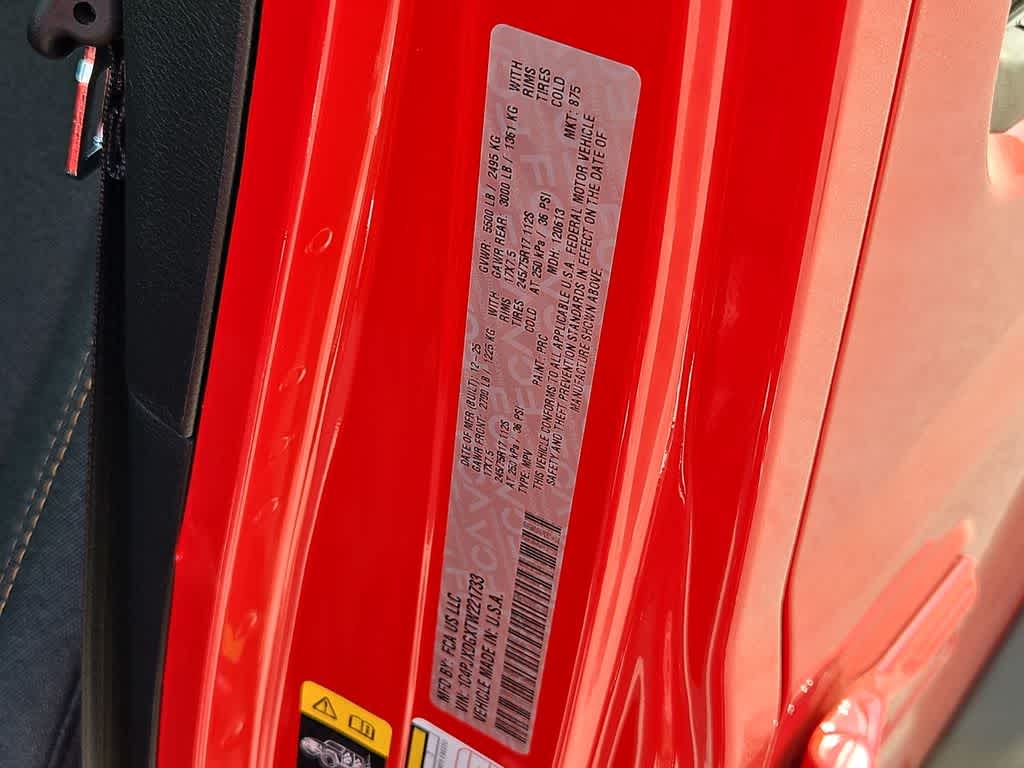 MFD BY: FCA US LLC
DATE OF MFR (BUILT): 12-25
GVWR: 5500 LB / 2495 KG
GAWR FRONT: 2700 LB / 1225 KG WITH
GAWR REAR: 3000 LB / 1361 KG WITH
17X7.5 RIMS
17X7.5 RIMS
245/75R17 112S TIRES
245/75R17 112S TIRES
AT 250 kPa / 36 PSI COLD
AT 250 kPa / 36 PSI COLD
TYPE: MPV PAINT: PRC MDH: 120613 MKT: 875
THIS VEHICLE CONFORMS TO ALL APPLICABLE U.S.A. FEDERAL MOTOR VEHICLE
SAFETY AND THEFT PREVENTION STANDARDS IN EFFECT ON THE DATE OF
MANUFACTURE SHOWN ABOVE
VIN: 1C4PJXDGXTW221733
VEHICLE MADE IN: U.S.A.